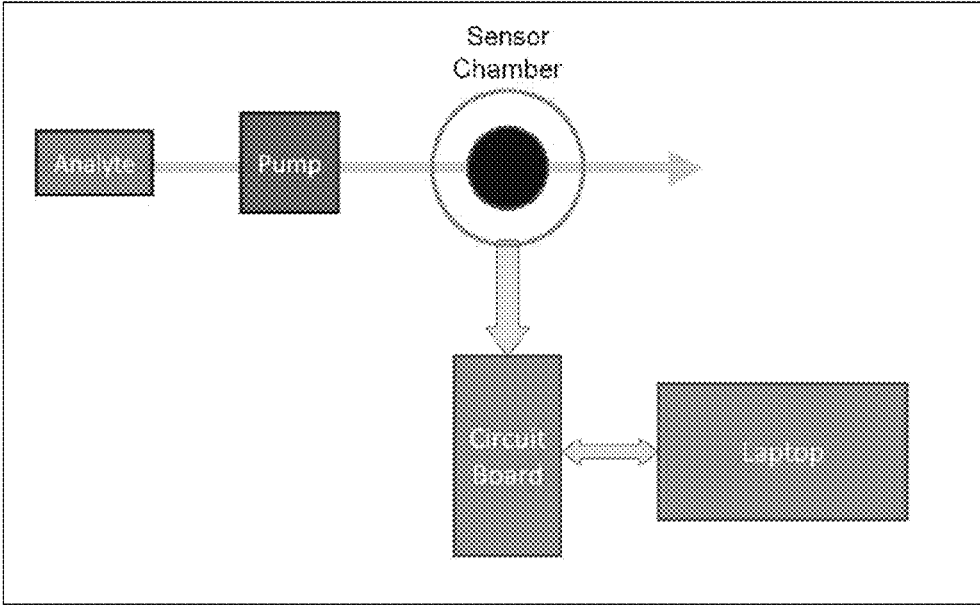 Sensor
Chamber
Analyte
Pump
Circuit
Board
Laptop